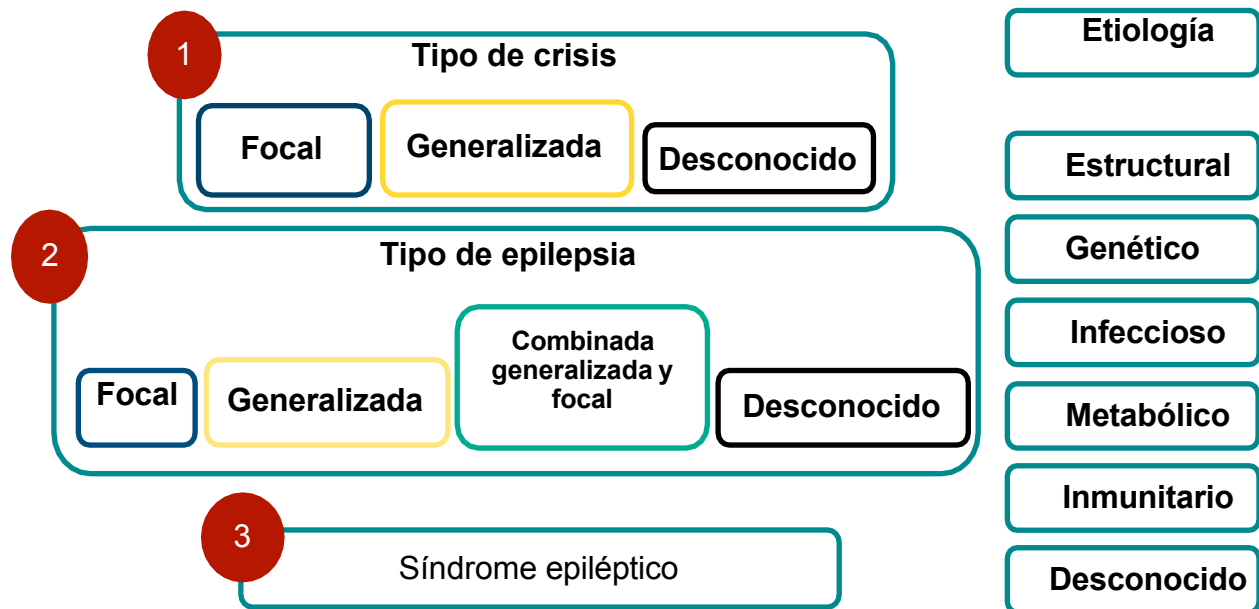 1
Tipo de crisis
Focal
Generalizada
Desconocido
2
Tipo de epilepsia
Focal
Generalizada
Combinada
generalizada y
focal
Desconocido
3
Síndrome epiléptico
Etiología
Estructural
Genético
Infeccioso
Metabólico
Inmunitario
Desconocido